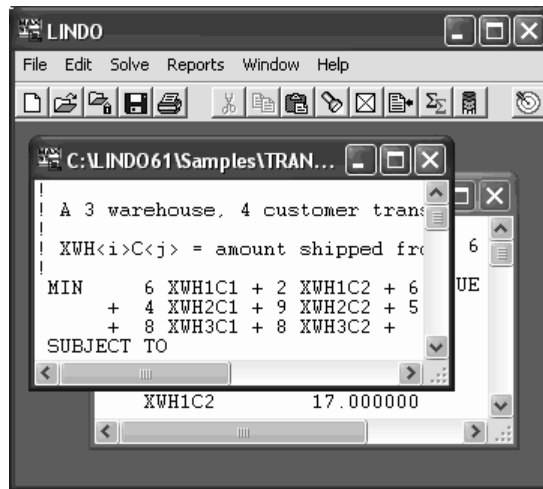 LINDO
File Edit Solve Reports Window Help
C:\LINDO61\Samples\TRAN...
!
! A 3 warehouse, 4 customer trans
!
! XWH<i>C<j> = amount shipped fro
!
MIN 6 XWH1C1 + 2 XWH1C2 + 6
+ 4 XWH2C1 + 9 XWH2C2 + 5
+ 8 XWH3C1 + 8 XWH3C2 +
SUBJECT TO
6
UE
XWH1C2 17.000000